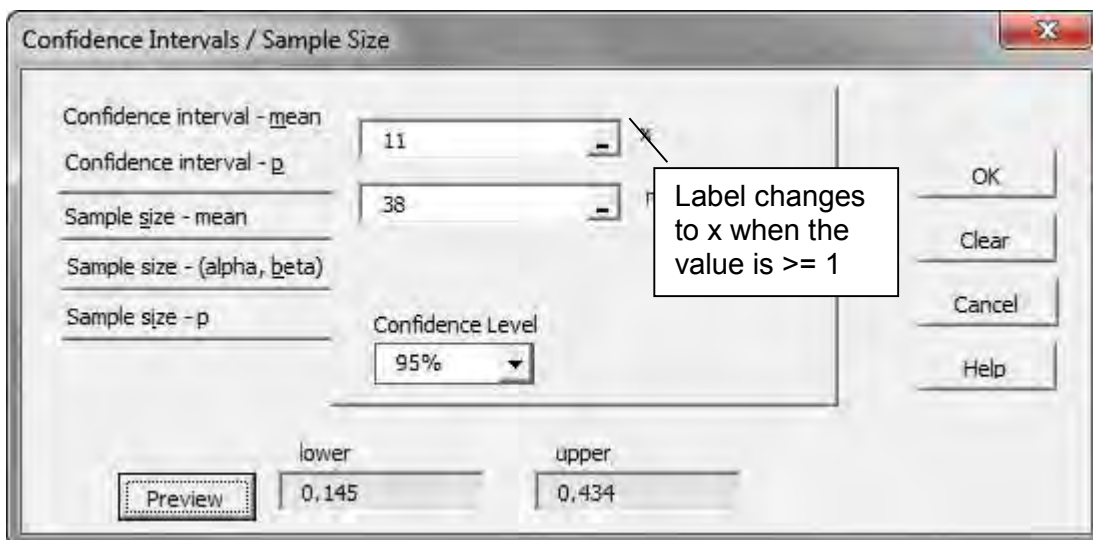 Confidence Intervals / Sample Size
Confidence interval - mean
Confidence interval - p
Sample size - mean
Sample size - (alpha, beta)
Sample size - p
11
x
38
Label changes
to x when the
value is >= 1
Confidence Level
95%
OK
Clear
Cancel
Help
Preview
lower
0.145
upper
0.434